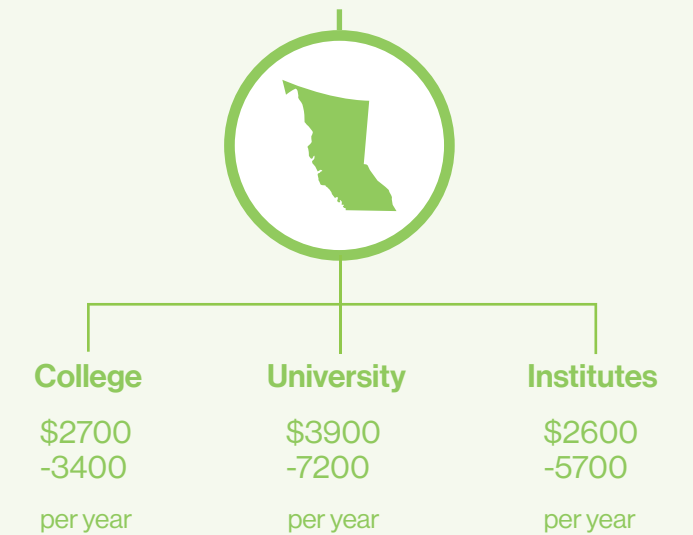 College
$2700
-3400
per year
University
$3900
-7200
per year
Institutes
$2600
-5700
per year